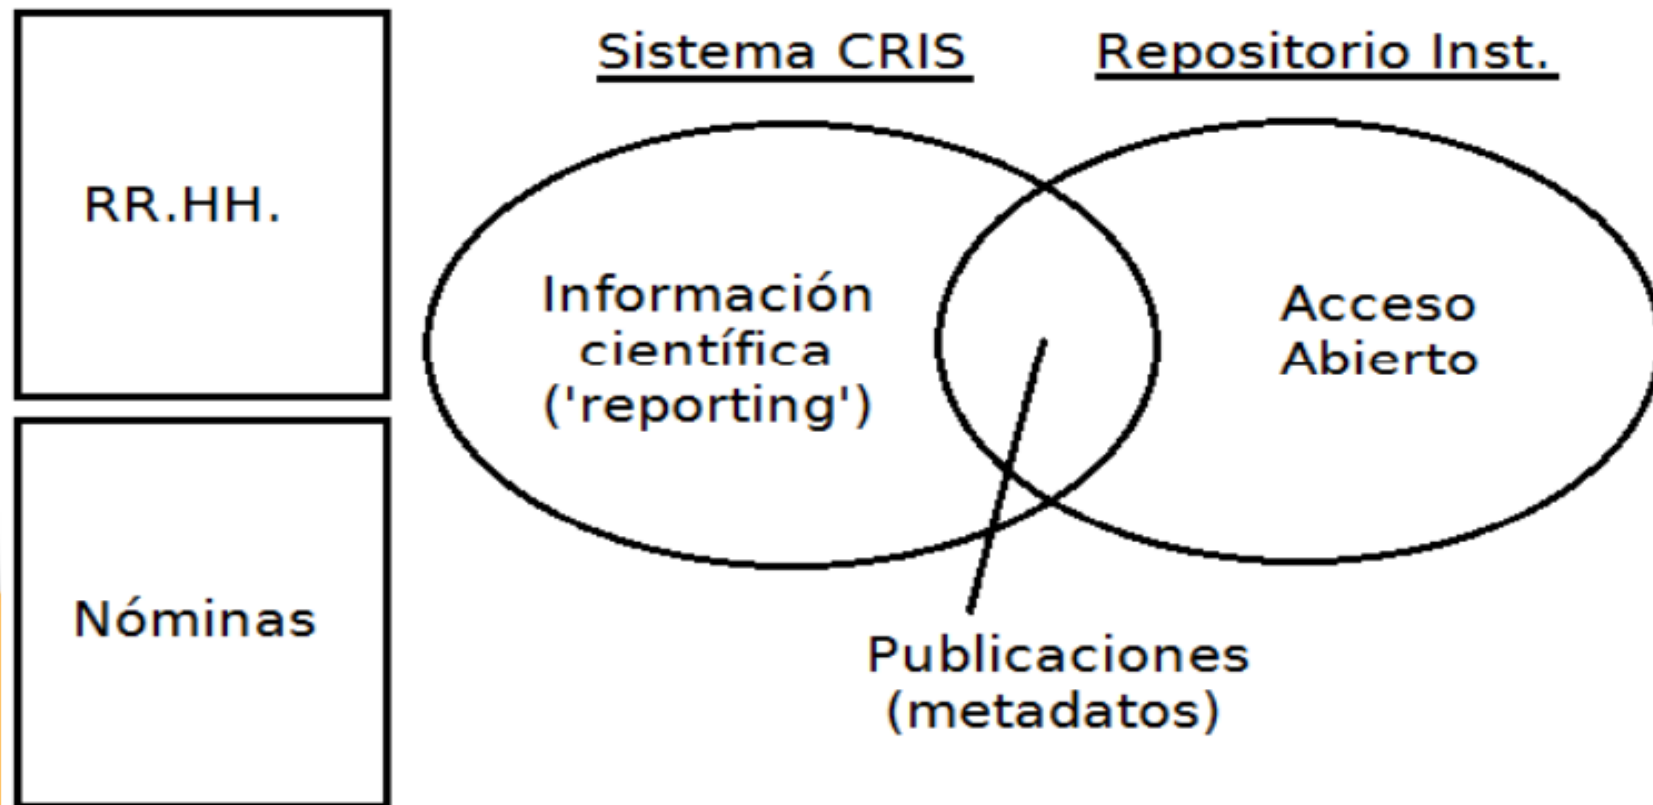 RR.HH.
Nóminas
Sistema CRIS
Repositorio Inst.
Información
científica
('reporting')
Acceso
Abierto
Publicaciones
(metadatos)